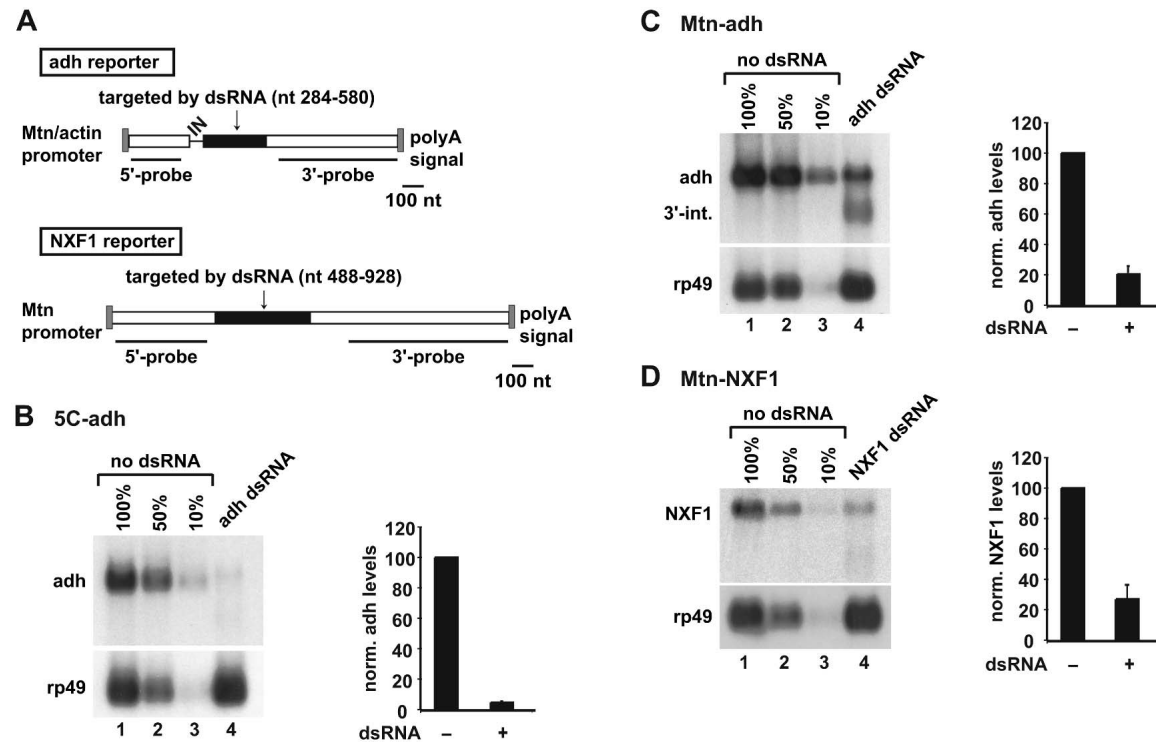 A
adh reporter
targeted by dsRNA (nt 284-580)
Mtn/actin promoter
IN
polyA signal
5'-probe
3'-probe
100 nt
NXF1 reporter
targeted by dsRNA (nt 488-928)
Mtn promoter
polyA signal
5'-probe
3'-probe
100 nt
B 5C-adh
no dsRNA
100%
50%
10%
adh dsRNA
adh
rp49
1 2 3 4
norm. adh levels
120
100
80
60
40
20
0
dsRNA – +
C Mtn-adh
no dsRNA
100%
50%
10%
adh dsRNA
adh
3'-int.
rp49
1 2 3 4
norm. adh levels
120
100
80
60
40
20
0
dsRNA – +
D Mtn-NXF1
no dsRNA
100%
50%
10%
NXF1 dsRNA
NXF1
rp49
1 2 3 4
norm. NXF1 levels
120
100
80
60
40
20
0
dsRNA – +